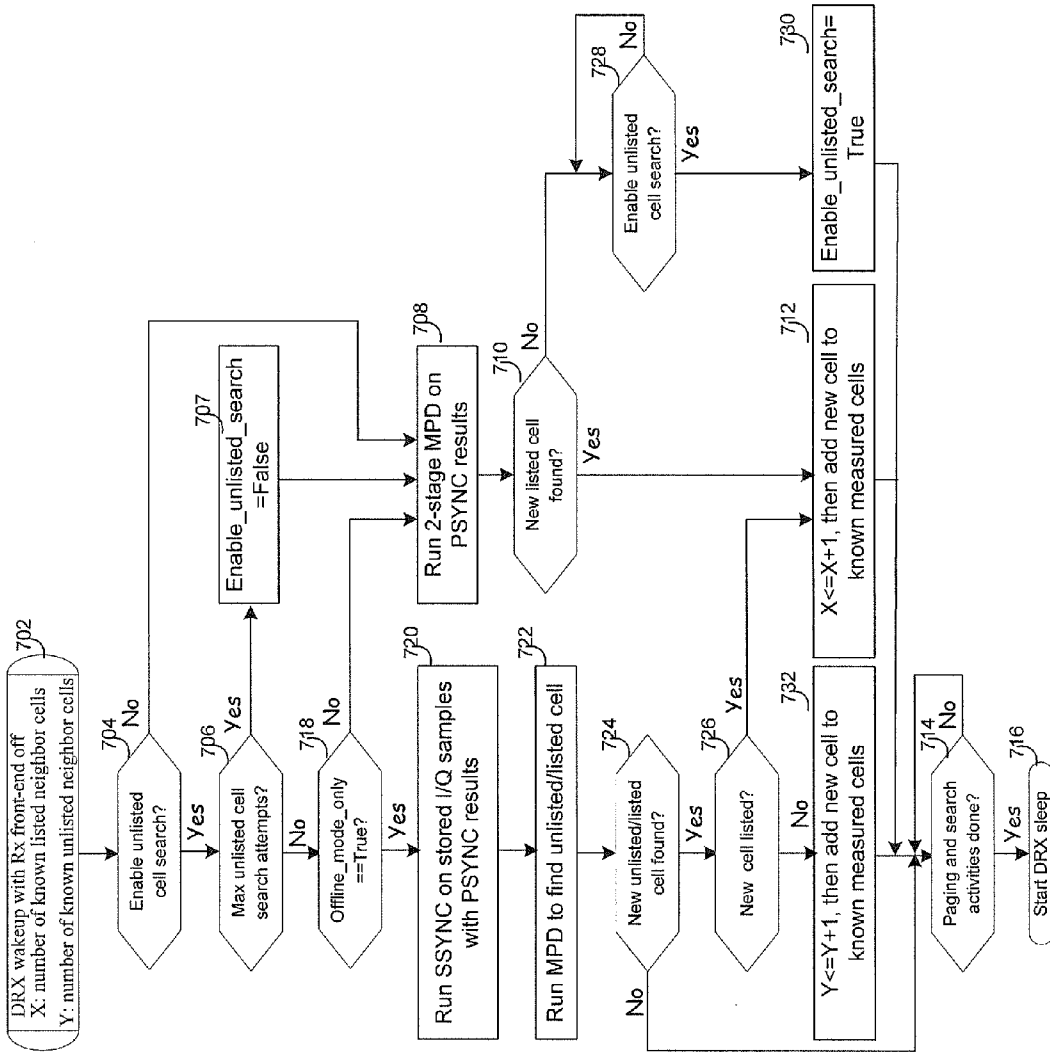 DRX wakeup with Rx front-end off
X: number of known listed neighbor cells
Y: number of known unlisted neighbor cells
702
704
Enable unlisted
cell search?
No
Yes
706
Max unlisted cell
search attempts?
Yes
No
707
Enable_unlisted_search
=False
718
Offline_mode_only
==True?
No
Yes
720
Run SSYNC on stored I/Q samples
with PSYNC results
708
Run 2-stage MPD on
PSYNC results
722
Run MPD to find unlisted/listed
cell
710
New listed cell
found?
No
Yes
724
New unlisted/listed
cell found?
No
Yes
726
New cell listed?
Yes
No
728
Enable unlisted
cell search?
No
Yes
732
Y<=Y+1, then add new cell to
known measured cells
712
X<=X+1, then add new cell to
known measured cells
730
Enable_unlisted_search=
True
714
Paging and search
activities done?
No
Yes
716
Start DRX sleep